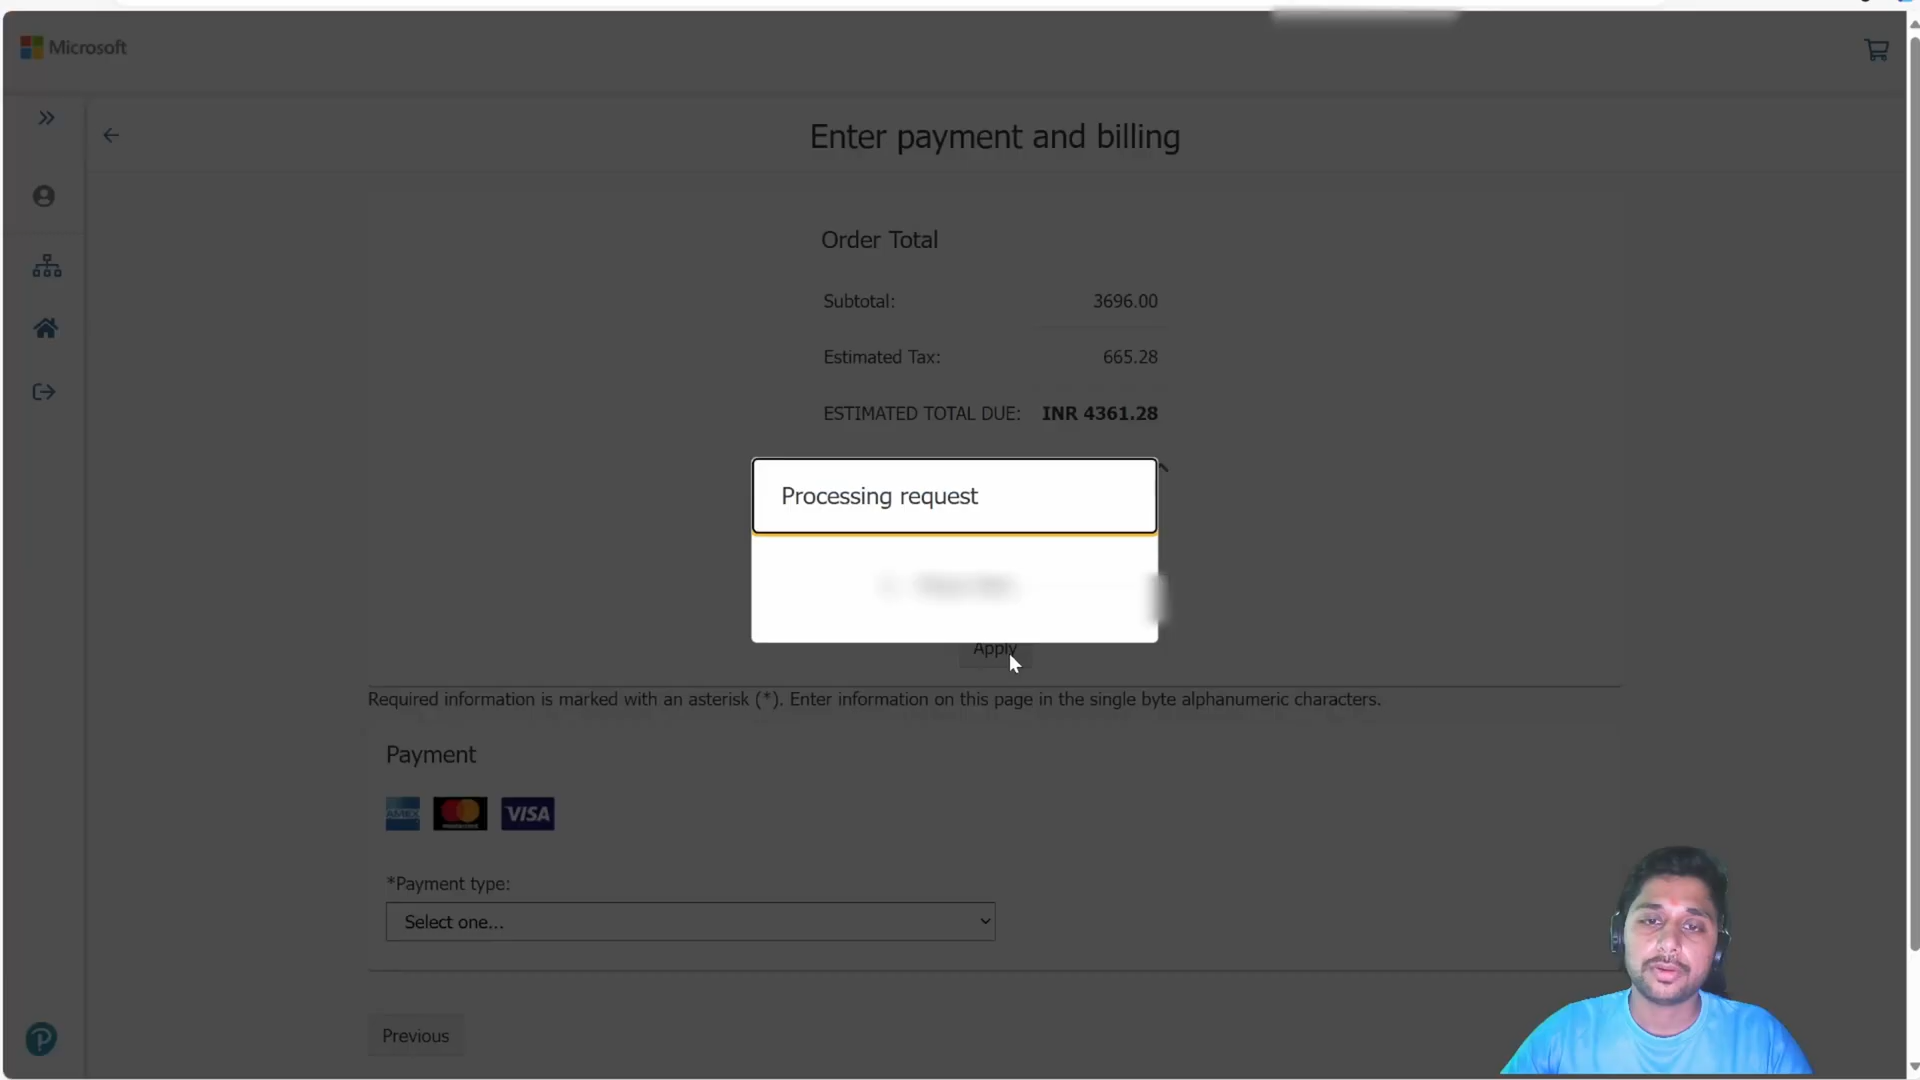 Microsoft
Enter payment and billing
Order Total
Subtotal: 3696.00
Estimated Tax: 665.28
ESTIMATED TOTAL DUE: INR 4361.28
Processing request
Apply
Required information is marked with an asterisk (*). Enter information on this page in the single byte alphanumeric characters.
Payment
AMEX
VISA
*Payment type:
Select one...
Previous